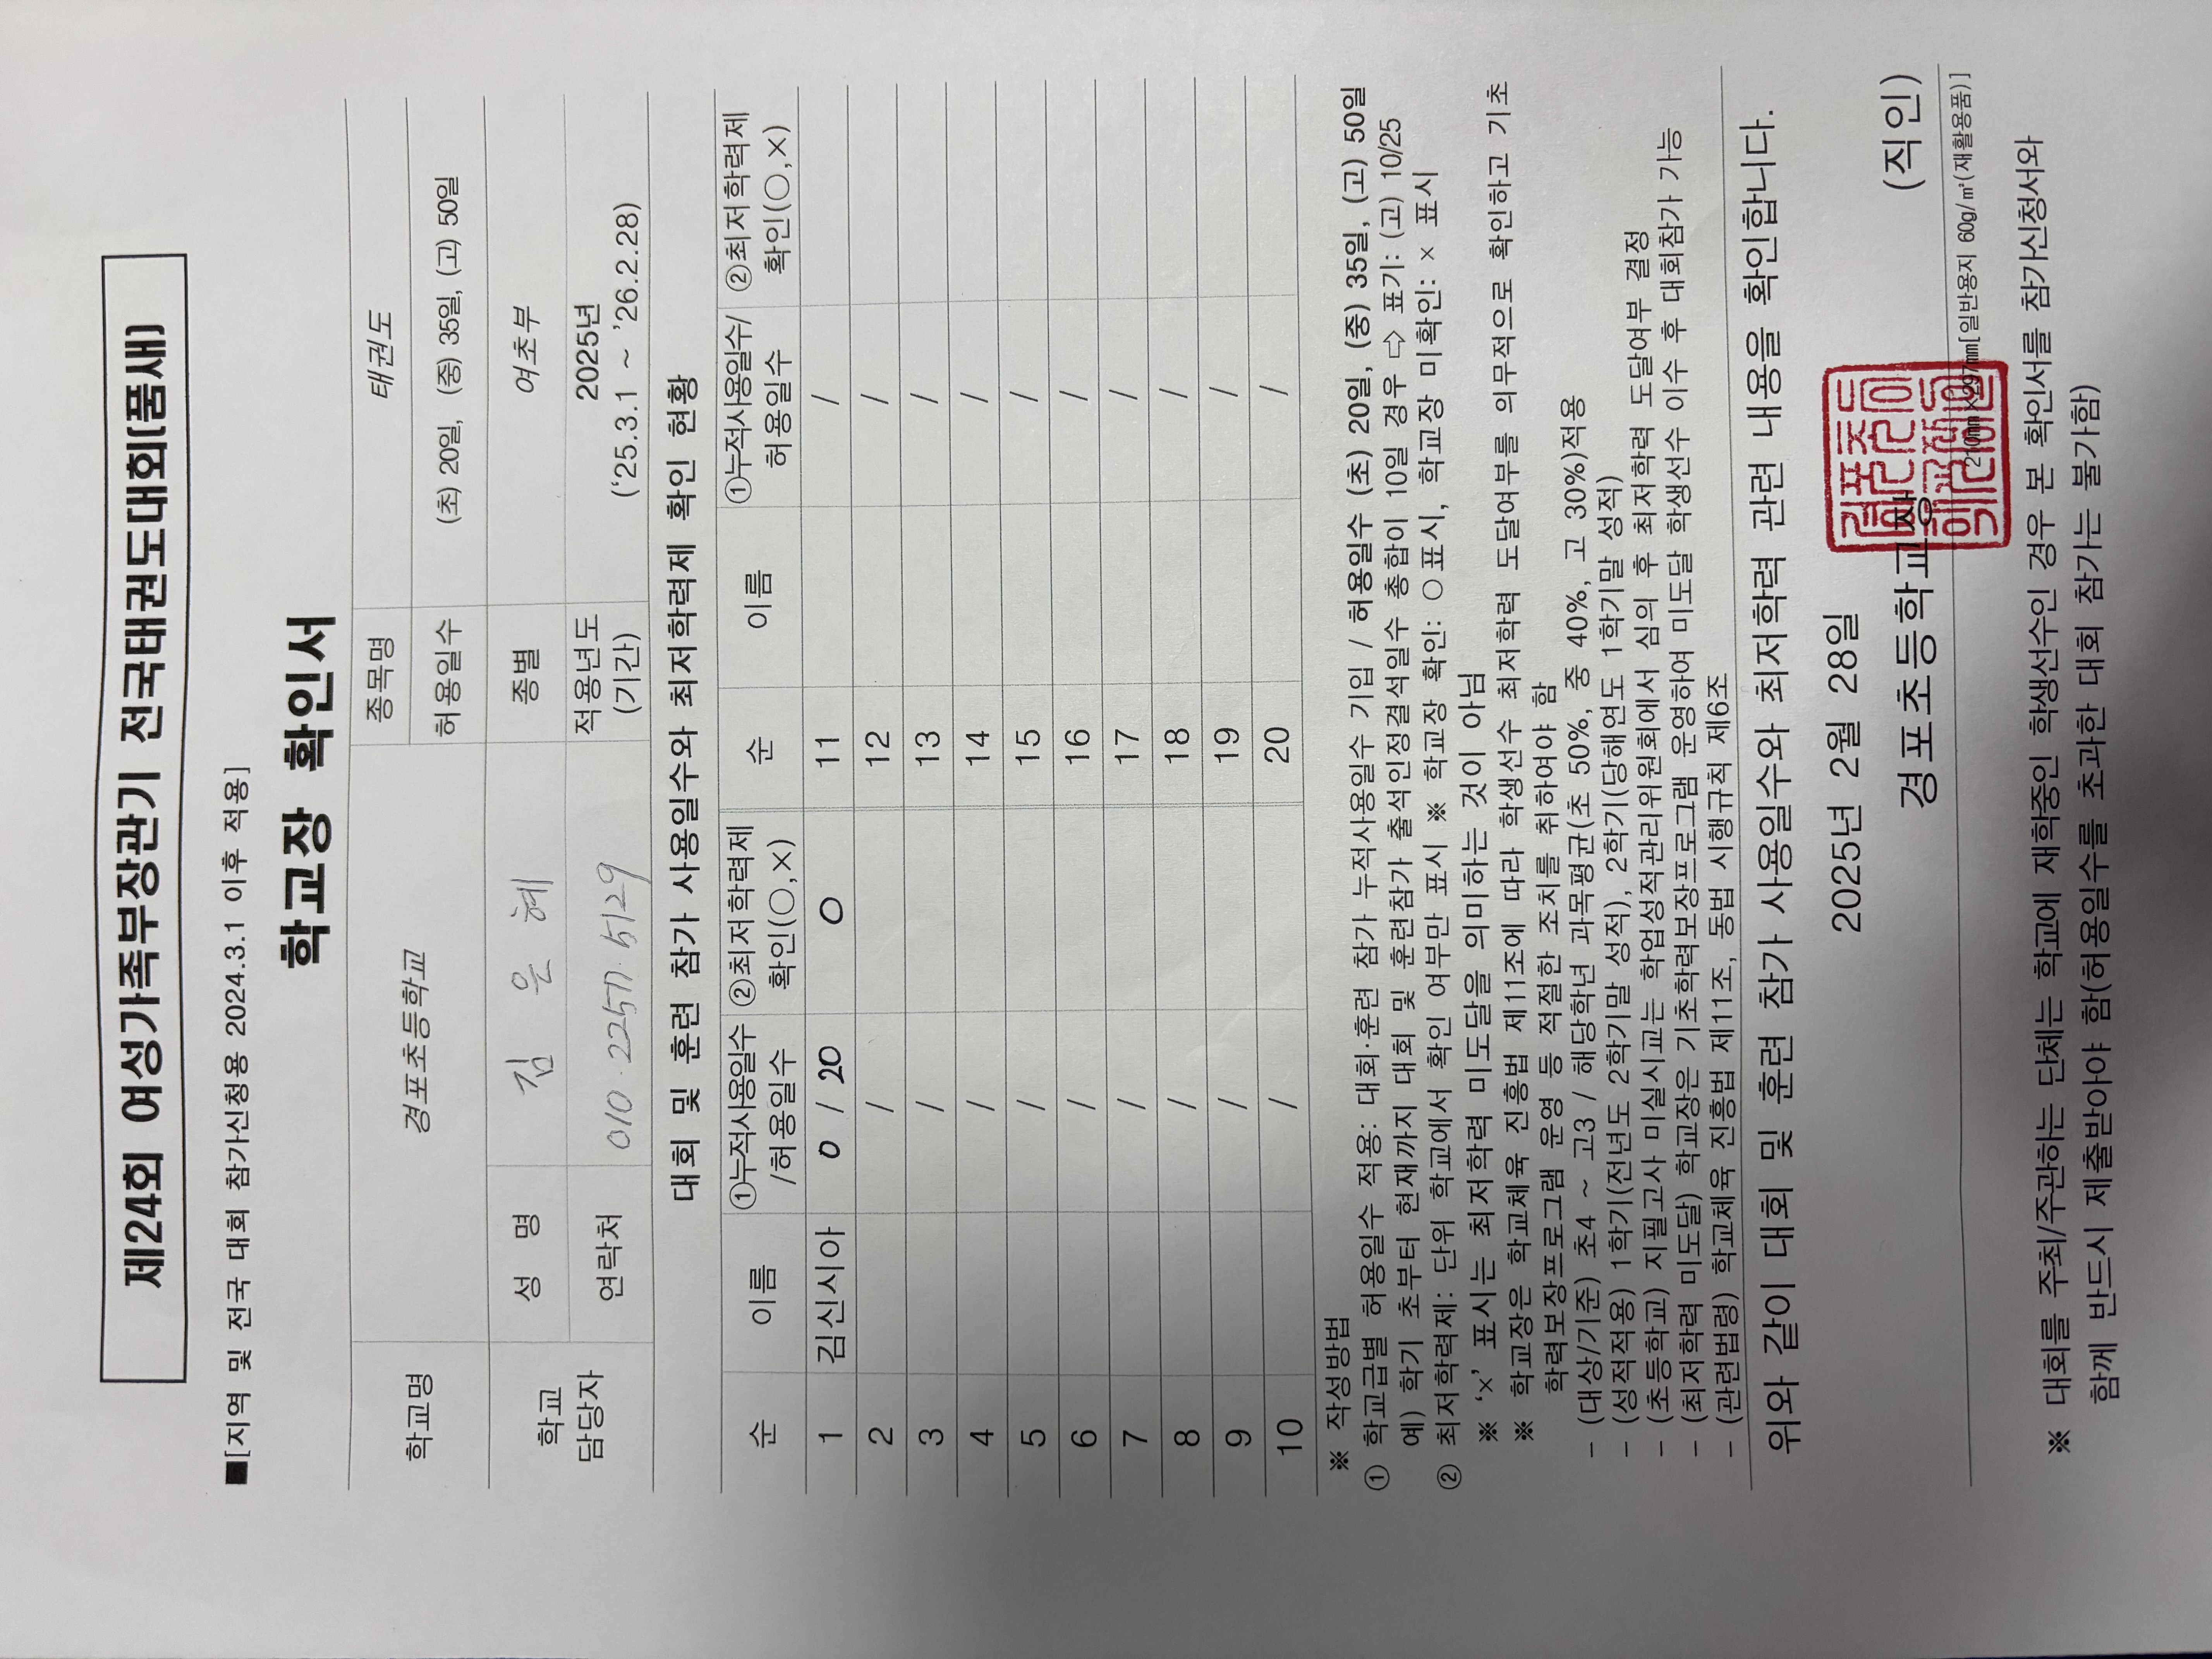 제24회 여성가족부장관기 전국태권도대회(품새)
■[지역 및 전국 대회 참가신청용 2024.3.1 이후 적용]
학교장 확인서
학교명 경포초등학교 종목명 태권도
허용일수 (초) 20일, (중) 35일, (고) 50일
학교 담당자 성 명 김 은 혜 종별 여초부
연락처 010. 2257. 5129 적용년도 (기간) 2025년 ('25.3.1 ~ '26.2.28)
대회 및 훈련 참가 사용일수와 최저학력제 확인 현황
순 이름 ①누적사용일수/허용일수 ②최저학력제 확인(○,×) 순 이름 ①누적사용일수/허용일수 ②최저학력제 확인(○,×)
1 김신시아 0 / 20 ○ 11 /
2 / 12 /
3 / 13 /
4 / 14 /
5 / 15 /
6 / 16 /
7 / 17 /
8 / 18 /
9 / 19 /
10 / 20 /
※ 작성방법
① 학교급별 허용일수 적용: 대회·훈련 참가 누적사용일수 기입 / 허용일수 (초) 20일, (중) 35일, (고) 50일
예) 학기 초부터 현재까지 대회 및 훈련참가 출석인정결석일수 총합이 10일 경우 ⇨ 표기: (고) 10/25
② 최저학력제: 단위 학교에서 확인 여부만 표시 ※ 학교장 확인: ○표시, 학교장 미확인: × 표시
※ '×' 표시는 최저학력 미도달을 의미하는 것이 아님
※ 학교장은 학교체육 진흥법 제11조에 따라 학생선수 최저학력 도달여부를 의무적으로 확인하고 기초
학력보장프로그램 운영 등 적절한 조치를 취하여야 함
- (대상/기준) 초4 ~ 고3 / 해당학년 과목평균(초 50%, 중 40%, 고 30%)적용
- (성적적용) 1학기(전년도 2학기말 성적), 2학기(당해연도 1학기말 성적)
- (초등학교) 지필고사 미실시교는 학업성적관리위원회에서 심의 후 최저학력 도달여부 결정
- (최저학력 미도달) 학교장은 기초학력보장프로그램 운영하여 미도달 학생선수 이수 후 대회참가 가능
- (관련법령) 학교체육 진흥법 제11조, 동법 시행규칙 제6조
위와 같이 대회 및 훈련 참가 사용일수와 최저학력 관련 내용을 확인합니다.
2025년 2월 28일
경포초등학교장 (직인)
210mm×297mm[일반용지 60g/㎡(재활용품)]
※ 대회를 주최/주관하는 단체는 학교에 재학중인 학생선수인 경우 본 확인서를 참가신청서와
함께 반드시 제출받아야 함(허용일수를 초과한 대회 참가는 불가함)